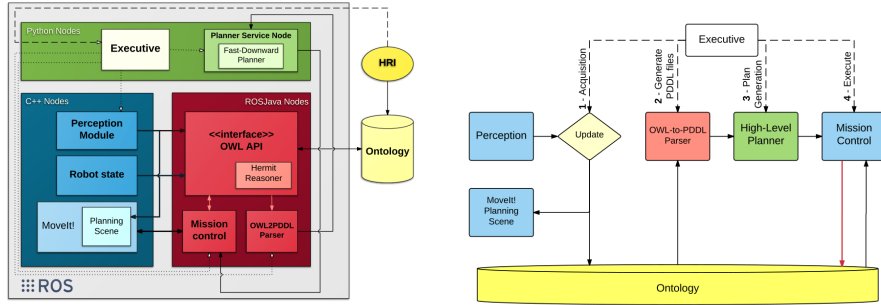 Python Nodes
Executive
Planner Service Node
Fast-Downward
Planner
HRI
C++ Nodes
ROSJava Nodes
Perception
Module
<<interface>>
OWL API
Hermit
Reasoner
Ontology
Robot state
MoveIt!
Planning
Scene
Mission
control
OWL2PDDL
Parser
ROS
Executive
1 - Acquisition
2 - Generate
PDDL files
3 - Plan
Generation
4 - Execute
Perception
Update
OWL-to-PDDL
Parser
High-Level
Planner
Mission
Control
MoveIt!
Planning
Scene
Ontology